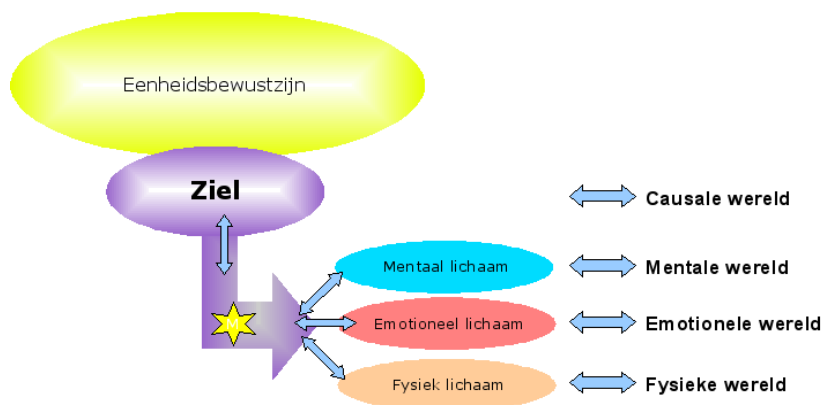 Eenheidsbewustzijn
Ziel
Causale wereld
Mentaal lichaam
Mentale wereld
M
Emotioneel lichaam
Emotionele wereld
Fysiek lichaam
Fysieke wereld